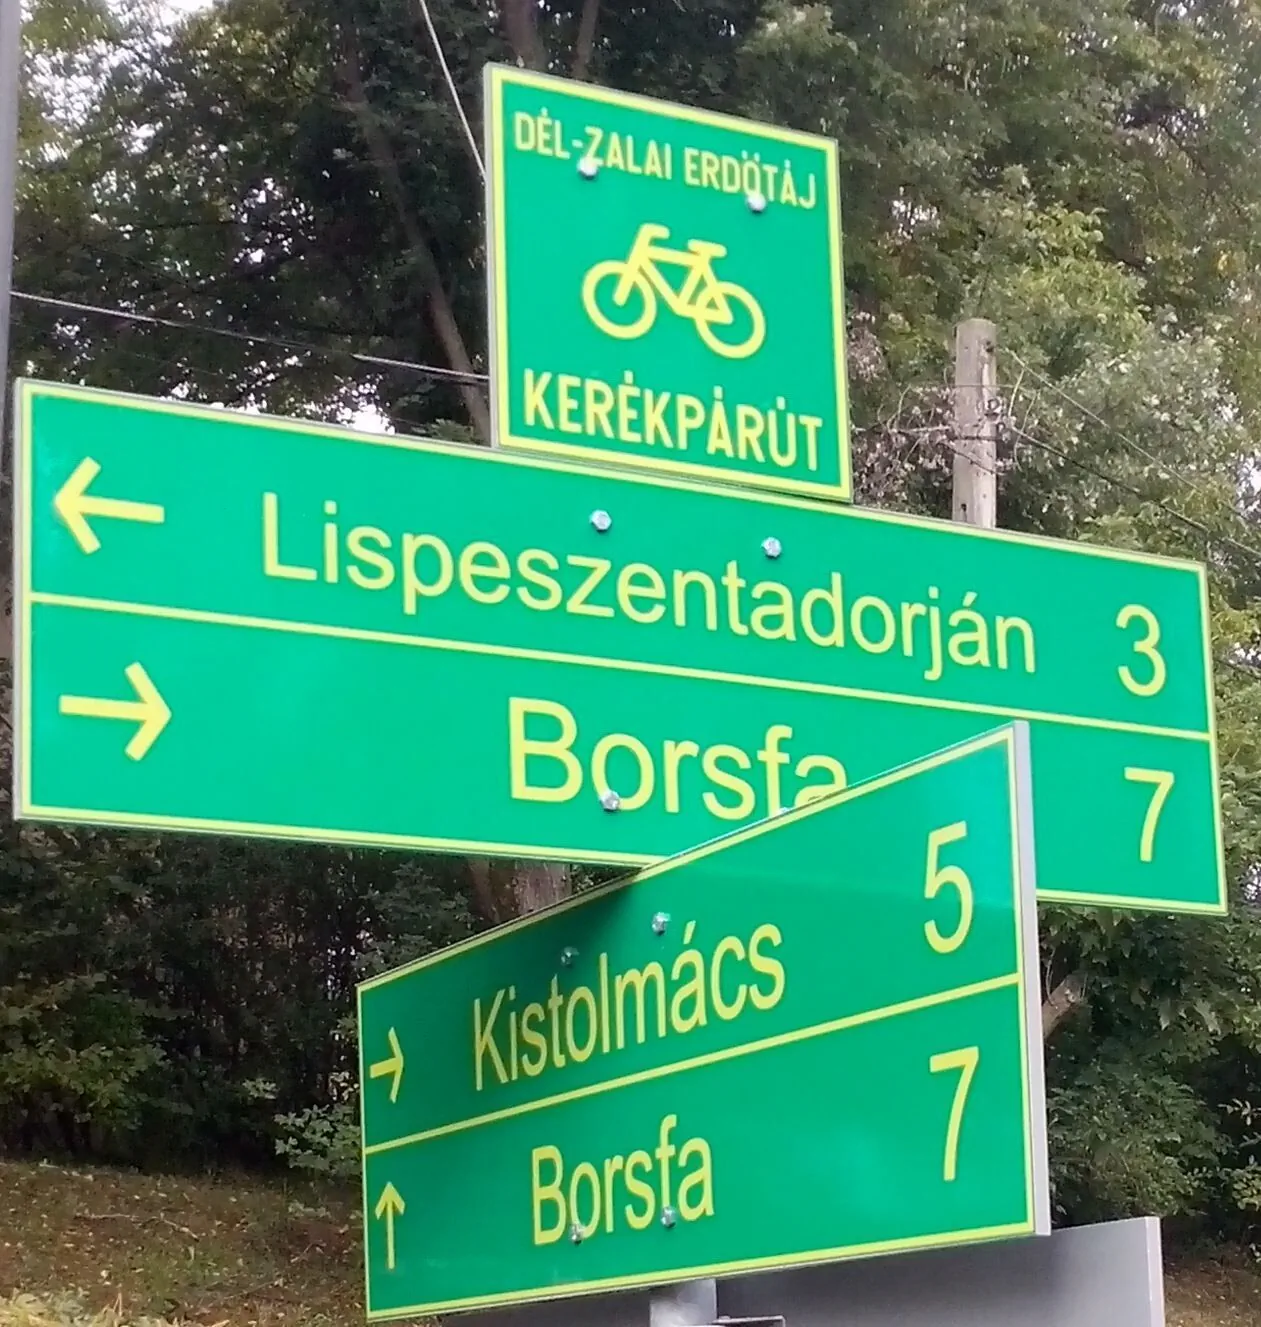 DÉL-ZALAI ERDŐTÁJ
KERÉKPÁRÚT
← Lispeszentadorján 3
→ Borsfa 7
→ Kistolmács 5
↑ Borsfa 7